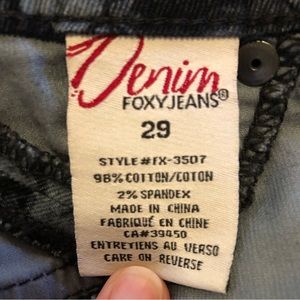 Denim
FOXYJEANS®
29
STYLE#FX-3507
98% COTTON/COTON
2% SPANDEX
MADE IN CHINA
FABRIQUÉ EN CHINE
CA#39450
ENTRETIENS AU VERSO
CARE ON REVERSE